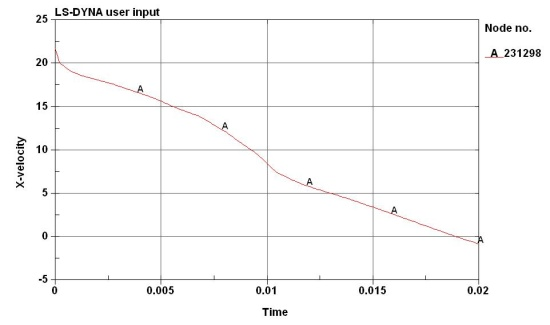 LS-DYNA user input
Node no.
A 231298
25
20
15
10
5
0
-5
X-velocity
A
A
A
A
A
0
0.005
0.01
0.015
0.02
Time